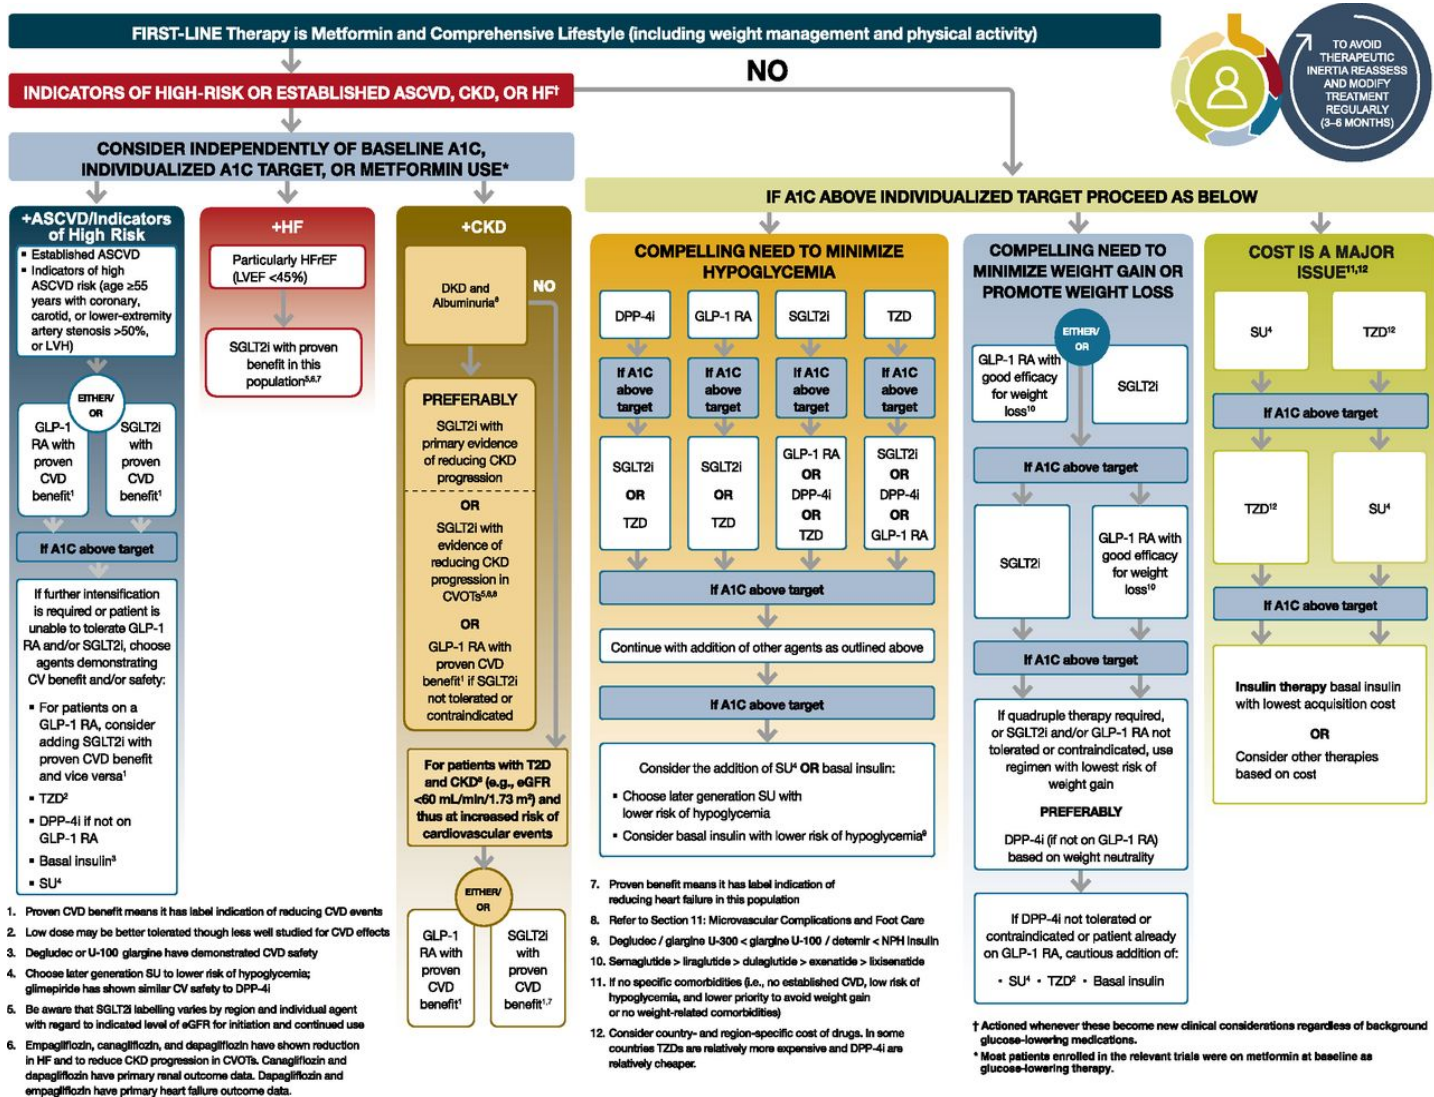 FIRST-LINE Therapy is Metformin and Comprehensive Lifestyle (including weight management and physical activity)
TO AVOID
THERAPEUTIC
INERTIA REASSESS
AND MODIFY
TREATMENT
REGULARLY
(3–6 MONTHS)
NO
INDICATORS OF HIGH-RISK OR ESTABLISHED ASCVD, CKD, OR HF†
CONSIDER INDEPENDENTLY OF BASELINE A1C,
INDIVIDUALIZED A1C TARGET, OR METFORMIN USE*
+ASCVD/Indicators
of High Risk
▪ Established ASCVD
▪ Indicators of high
ASCVD risk (age ≥55
years with coronary,
carotid, or lower-extremity
artery stenosis >50%,
or LVH)
EITHER/
OR
GLP-1
RA with
proven
CVD
benefit¹
SGLT2i
with
proven
CVD
benefit¹
If A1C above target
If further intensification
is required or patient is
unable to tolerate GLP-1
RA and/or SGLT2i, choose
agents demonstrating
CV benefit and/or safety:
▪ For patients on a
GLP-1 RA, consider
adding SGLT2i with
proven CVD benefit
and vice versa¹
▪ TZD²
▪ DPP-4i if not on
GLP-1 RA
▪ Basal insulin³
▪ SU⁴
+HF
Particularly HFrEF
(LVEF <45%)
SGLT2i with proven
benefit in this
population⁵,⁶,⁷
+CKD
DKD and
Albuminuria⁸
NO
PREFERABLY
SGLT2i with
primary evidence
of reducing CKD
progression
OR
SGLT2i with
evidence of
reducing CKD
progression in
CVOTs⁵,⁶,⁸
OR
GLP-1 RA with
proven CVD
benefit¹ if SGLT2i
not tolerated or
contraindicated
For patients with T2D
and CKD⁸ (e.g., eGFR
<60 mL/min/1.73 m²) and
thus at increased risk of
cardiovascular events
EITHER/
OR
GLP-1
RA with
proven
CVD
benefit¹
SGLT2i
with
proven
CVD
benefit¹,⁷
IF A1C ABOVE INDIVIDUALIZED TARGET PROCEED AS BELOW
COMPELLING NEED TO MINIMIZE
HYPOGLYCEMIA
DPP-4i
GLP-1 RA
SGLT2i
TZD
If A1C
above
target
If A1C
above
target
If A1C
above
target
If A1C
above
target
SGLT2i
OR
TZD
SGLT2i
OR
TZD
GLP-1 RA
OR
DPP-4i
OR
TZD
SGLT2i
OR
DPP-4i
OR
GLP-1 RA
If A1C above target
Continue with addition of other agents as outlined above
If A1C above target
Consider the addition of SU⁴ OR basal insulin:
▪ Choose later generation SU with
lower risk of hypoglycemia
▪ Consider basal insulin with lower risk of hypoglycemia⁹
COMPELLING NEED TO
MINIMIZE WEIGHT GAIN OR
PROMOTE WEIGHT LOSS
EITHER/
OR
GLP-1 RA with
good efficacy
for weight
loss¹⁰
SGLT2i
If A1C above target
SGLT2i
GLP-1 RA with
good efficacy
for weight
loss¹⁰
If A1C above target
If quadruple therapy required,
or SGLT2i and/or GLP-1 RA not
tolerated or contraindicated, use
regimen with lowest risk of
weight gain
PREFERABLY
DPP-4i (if not on GLP-1 RA)
based on weight neutrality
If DPP-4i not tolerated or
contraindicated or patient already
on GLP-1 RA, cautious addition of:
• SU⁴ • TZD² • Basal insulin
COST IS A MAJOR
ISSUE¹¹,¹²
SU⁴
TZD¹²
If A1C above target
TZD¹²
SU⁴
If A1C above target
Insulin therapy basal insulin
with lowest acquisition cost
OR
Consider other therapies
based on cost
1. Proven CVD benefit means it has label indication of reducing CVD events
2. Low dose may be better tolerated though less well studied for CVD effects
3. Degludec or U-100 glargine have demonstrated CVD safety
4. Choose later generation SU to lower risk of hypoglycemia;
glimepiride has shown similar CV safety to DPP-4i
5. Be aware that SGLT2i labelling varies by region and individual agent
with regard to indicated level of eGFR for initiation and continued use
6. Empagliflozin, canagliflozin, and dapagliflozin have shown reduction
in HF and to reduce CKD progression in CVOTs. Canagliflozin and
dapagliflozin have primary renal outcome data. Dapagliflozin and
empagliflozin have primary heart failure outcome data.
7. Proven benefit means it has label indication of
reducing heart failure in this population
8. Refer to Section 11: Microvascular Complications and Foot Care
9. Degludec / glargine U-300 < glargine U-100 / detemir < NPH insulin
10. Semaglutide > liraglutide > dulaglutide > exenatide > lixisenatide
11. If no specific comorbidities (i.e., no established CVD, low risk of
hypoglycemia, and lower priority to avoid weight gain
or no weight-related comorbidities)
12. Consider country- and region-specific cost of drugs. In some
countries TZDs are relatively more expensive and DPP-4i are
relatively cheaper.
† Actioned whenever these become new clinical considerations regardless of background
glucose-lowering medications.
* Most patients enrolled in the relevant trials were on metformin at baseline as
glucose-lowering therapy.